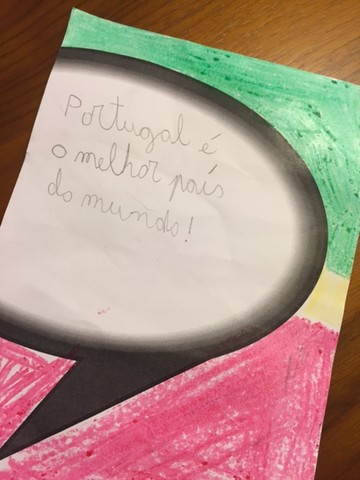 Portugal é
o melhor país
do mundo!